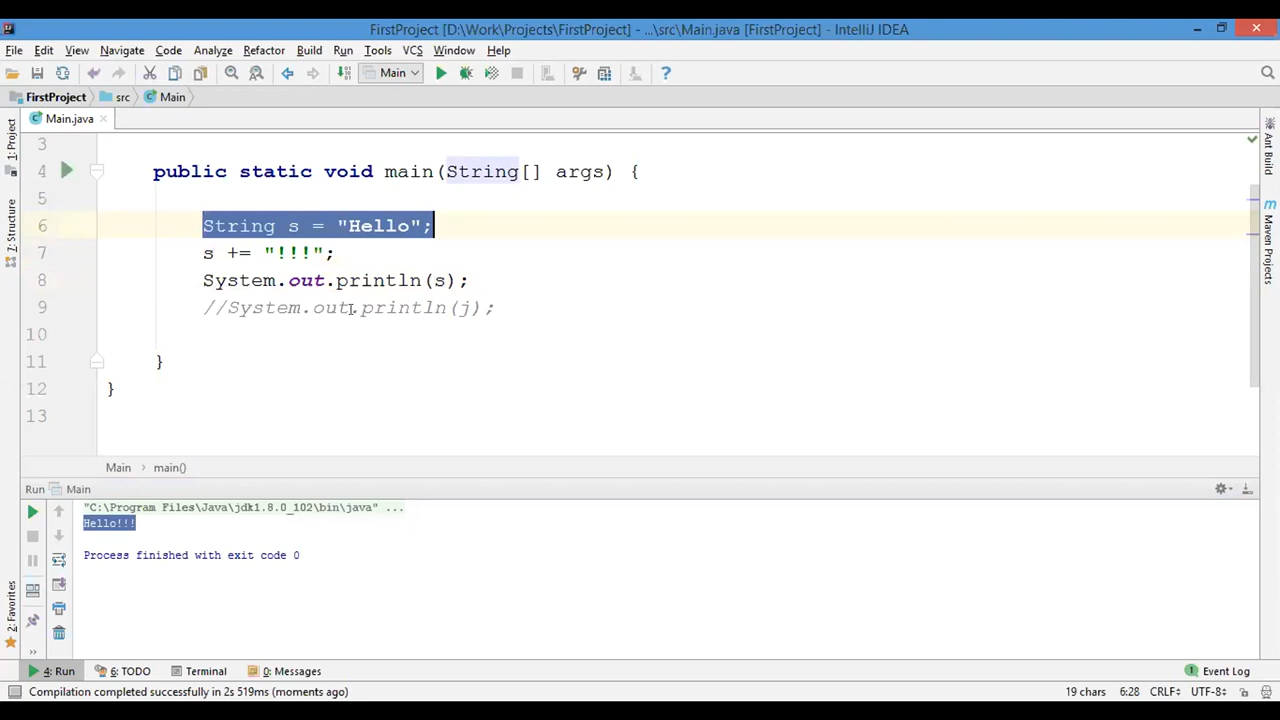 FirstProject [D:\Work\Projects\FirstProject] - ...\src\Main.java [FirstProject] - IntelliJ IDEA
File Edit View Navigate Code Analyze Refactor Build Run Tools VCS Window Help
Main
FirstProject src Main
Main.java
1: Project
7: Structure
2: Favorites
Ant Build
Maven Projects
3
4 public static void main(String[] args) {
5
6 String s = "Hello";
7 s += "!!!";
8 System.out.println(s);
9 //System.out.println(j);
10
11 }
12 }
13
Main main()
Run Main
"C:\Program Files\Java\jdk1.8.0_102\bin\java" ...
Hello!!!
Process finished with exit code 0
4: Run 6: TODO Terminal 0: Messages Event Log
Compilation completed successfully in 2s 519ms (moments ago) 19 chars 6:28 CRLF UTF-8